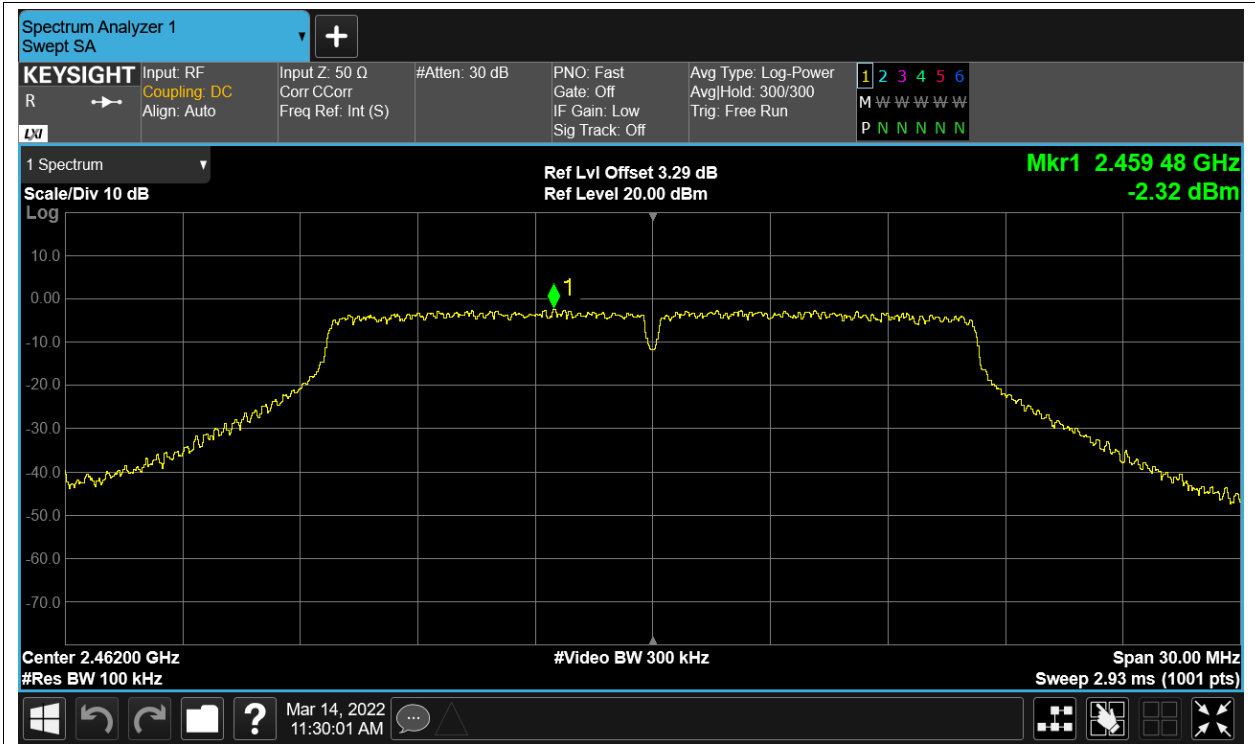 Spectrum Analyzer 1
Swept SA
KEYSIGHT
R
LXI
Input: RF
Coupling: DC
Align: Auto
Input Z: 50 Ω
Corr CCorr
Freq Ref: Int (S)
#Atten: 30 dB
PNO: Fast
Gate: Off
IF Gain: Low
Sig Track: Off
Avg Type: Log-Power
Avg|Hold: 300/300
Trig: Free Run
1 2 3 4 5 6
M W W W W W
P N N N N N
1 Spectrum
Scale/Div 10 dB
Ref Lvl Offset 3.29 dB
Ref Level 20.00 dBm
Mkr1 2.459 48 GHz
-2.32 dBm
Log
10.0
0.00
-10.0
-20.0
-30.0
-40.0
-50.0
-60.0
-70.0
1
Center 2.46200 GHz
#Res BW 100 kHz
#Video BW 300 kHz
Span 30.00 MHz
Sweep 2.93 ms (1001 pts)
?
Mar 14, 2022
11:30:01 AM